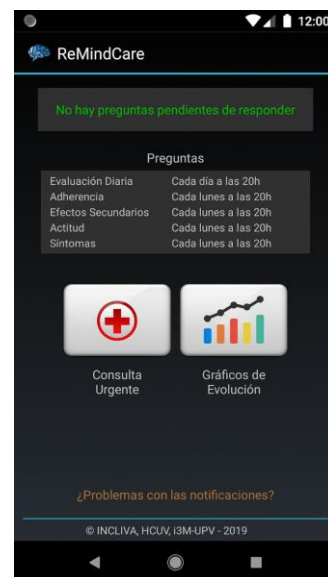 12:00
ReMindCare
No hay preguntas pendientes de responder
Preguntas
Evaluación Diaria Cada día a las 20h
Adherencia Cada lunes a las 20h
Efectos Secundarios Cada lunes a las 20h
Actitud Cada lunes a las 20h
Síntomas Cada lunes a las 20h
Consulta
Urgente
Gráficos de
Evolución
¿Problemas con las notificaciones?
© INCLIVA, HCUV, i3M-UPV - 2019